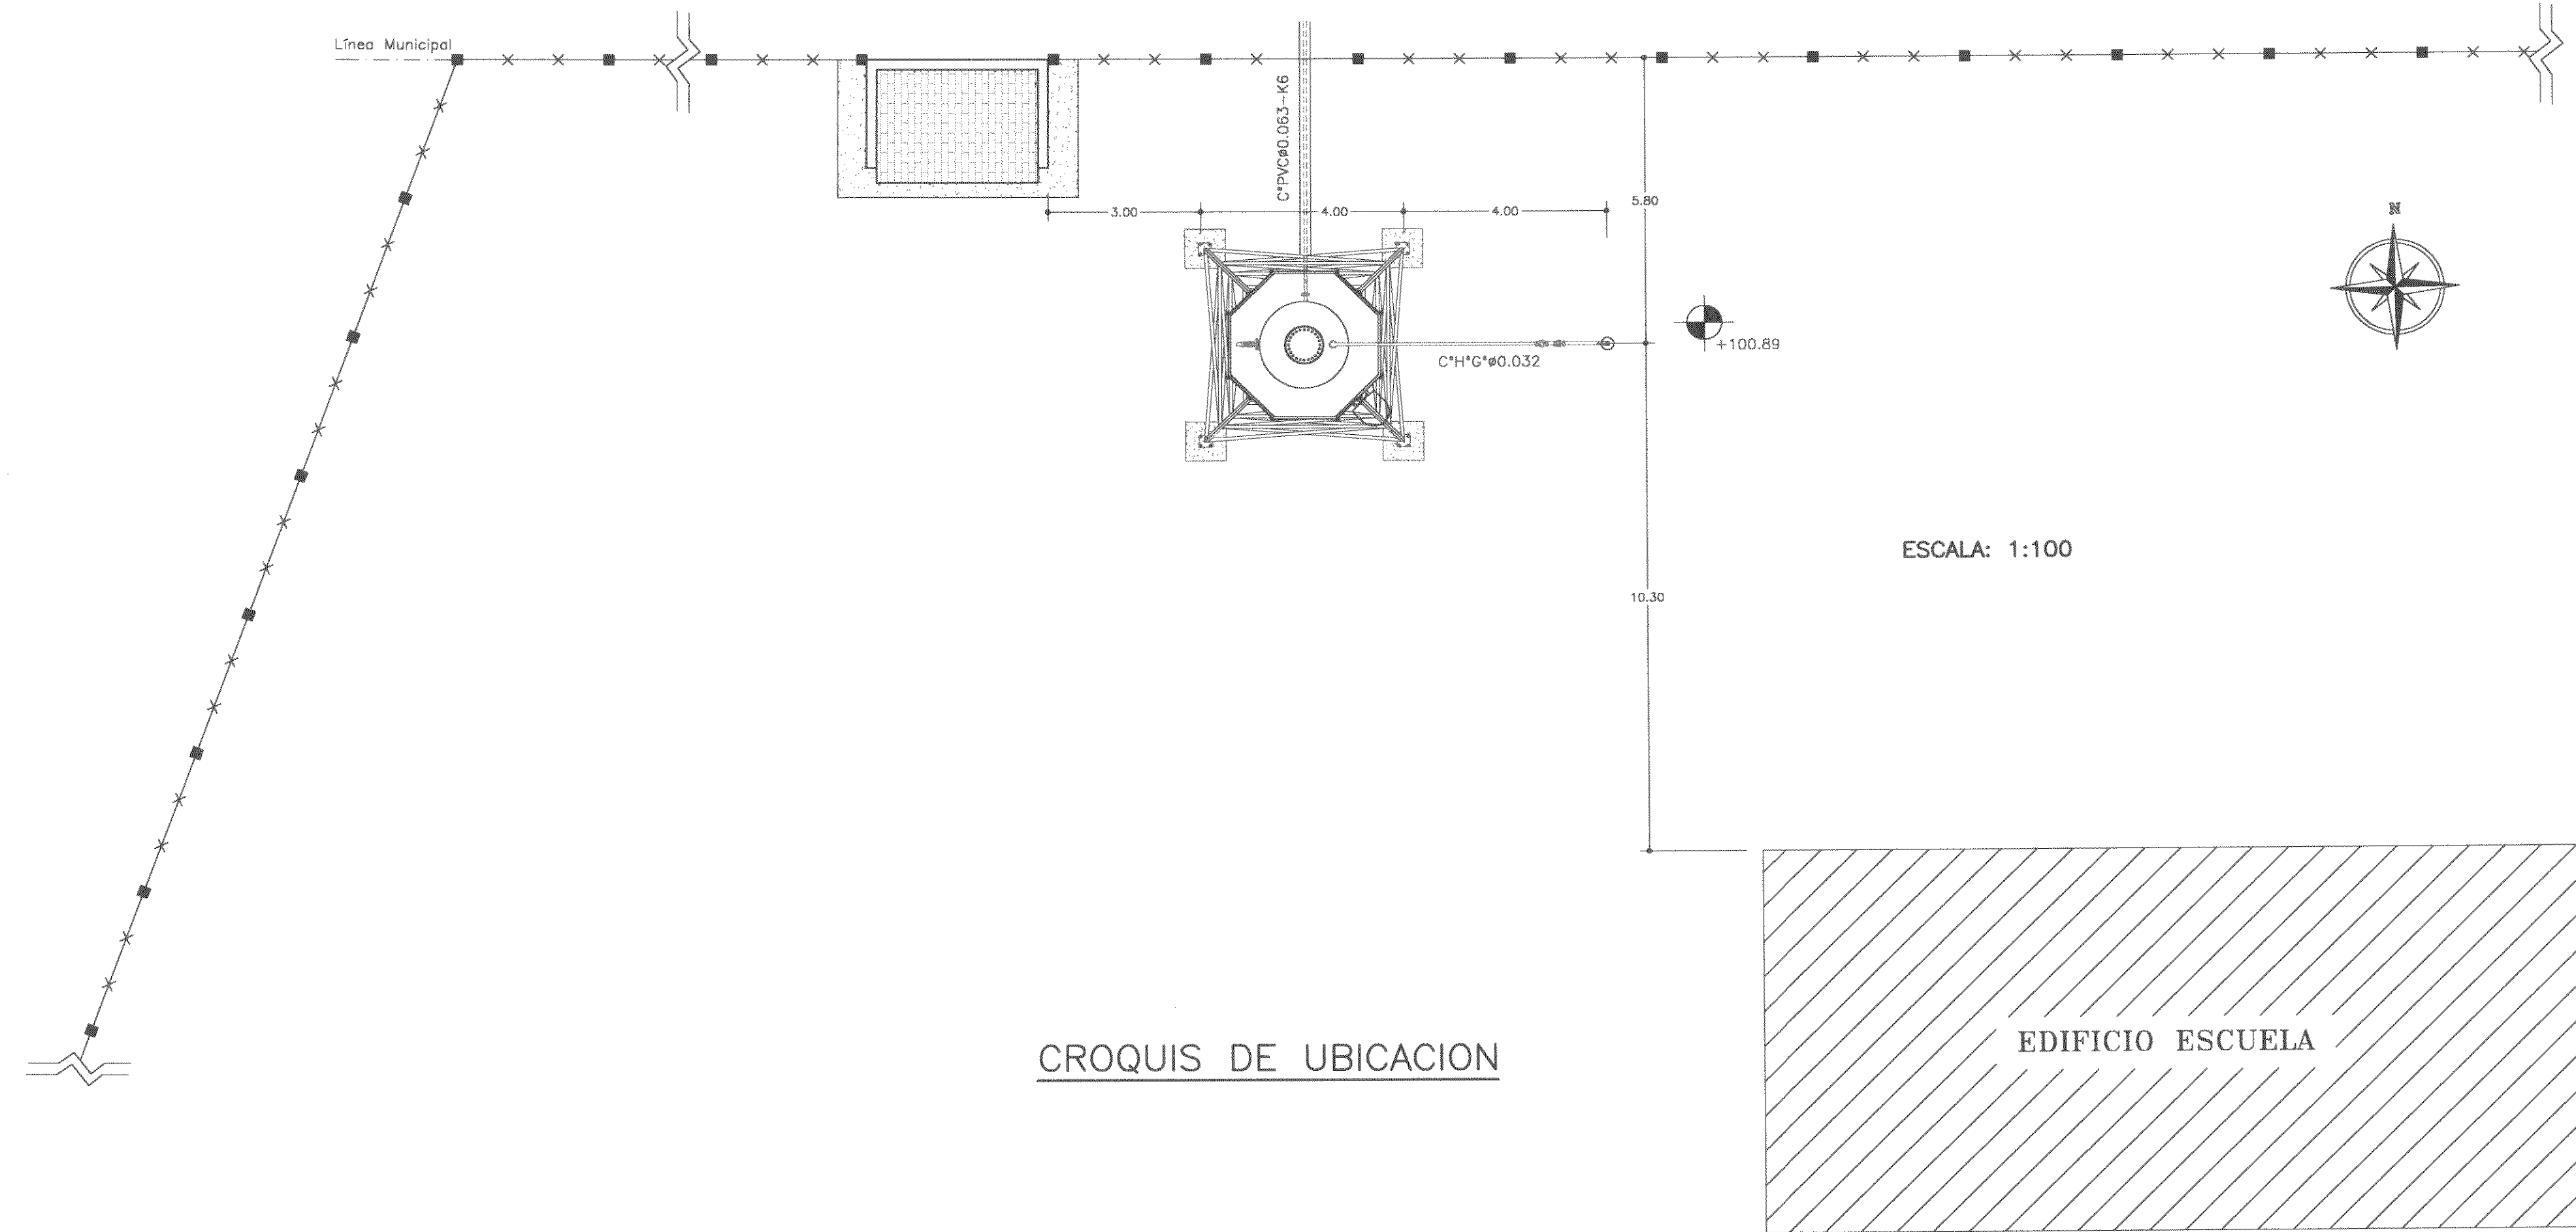 Línea Municipal
C°PVCø0.063-K6
3.00
4.00
4.00
5.80
N
+100.89
C°H°G°ø0.032
ESCALA: 1:100
10.30
EDIFICIO ESCUELA
CROQUIS DE UBICACION